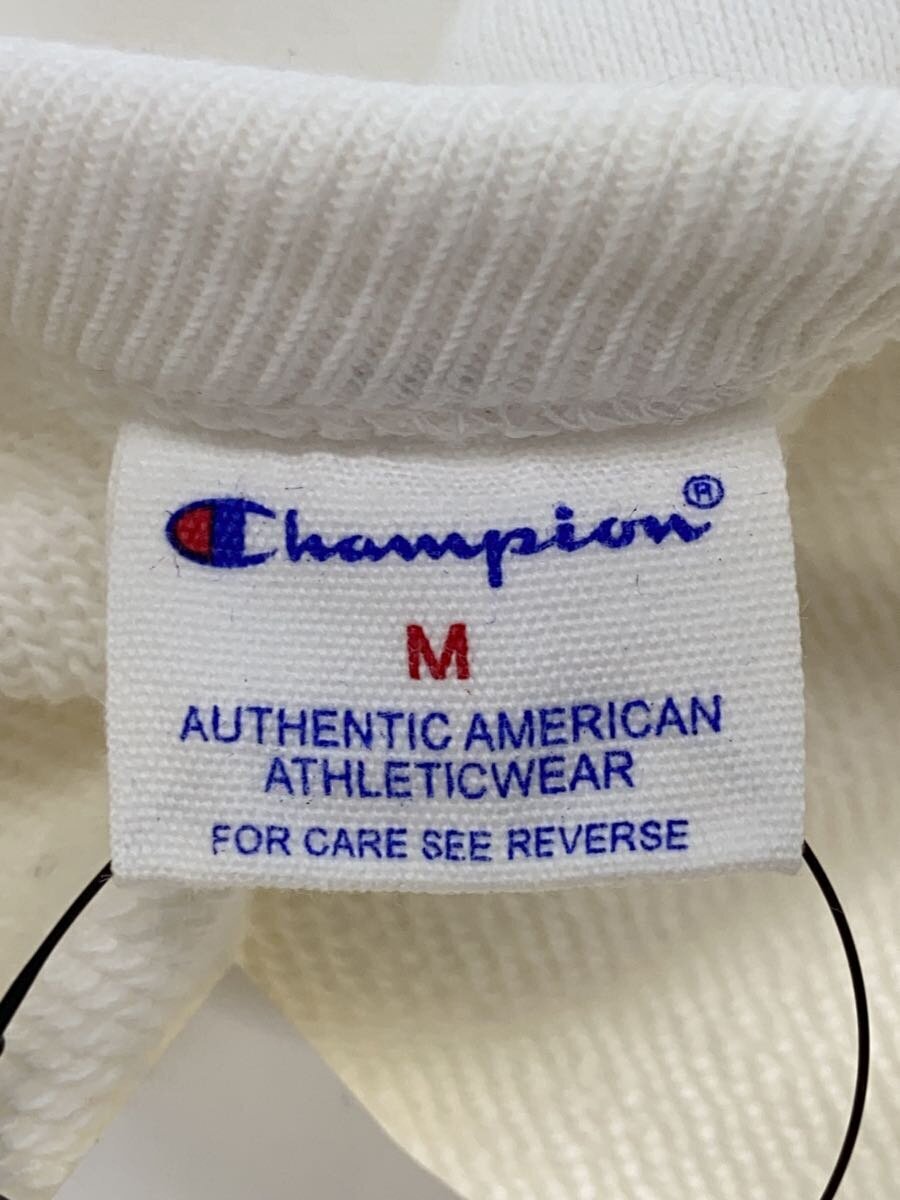 Champion®
M
AUTHENTIC AMERICAN
ATHLETICWEAR
FOR CARE SEE REVERSE